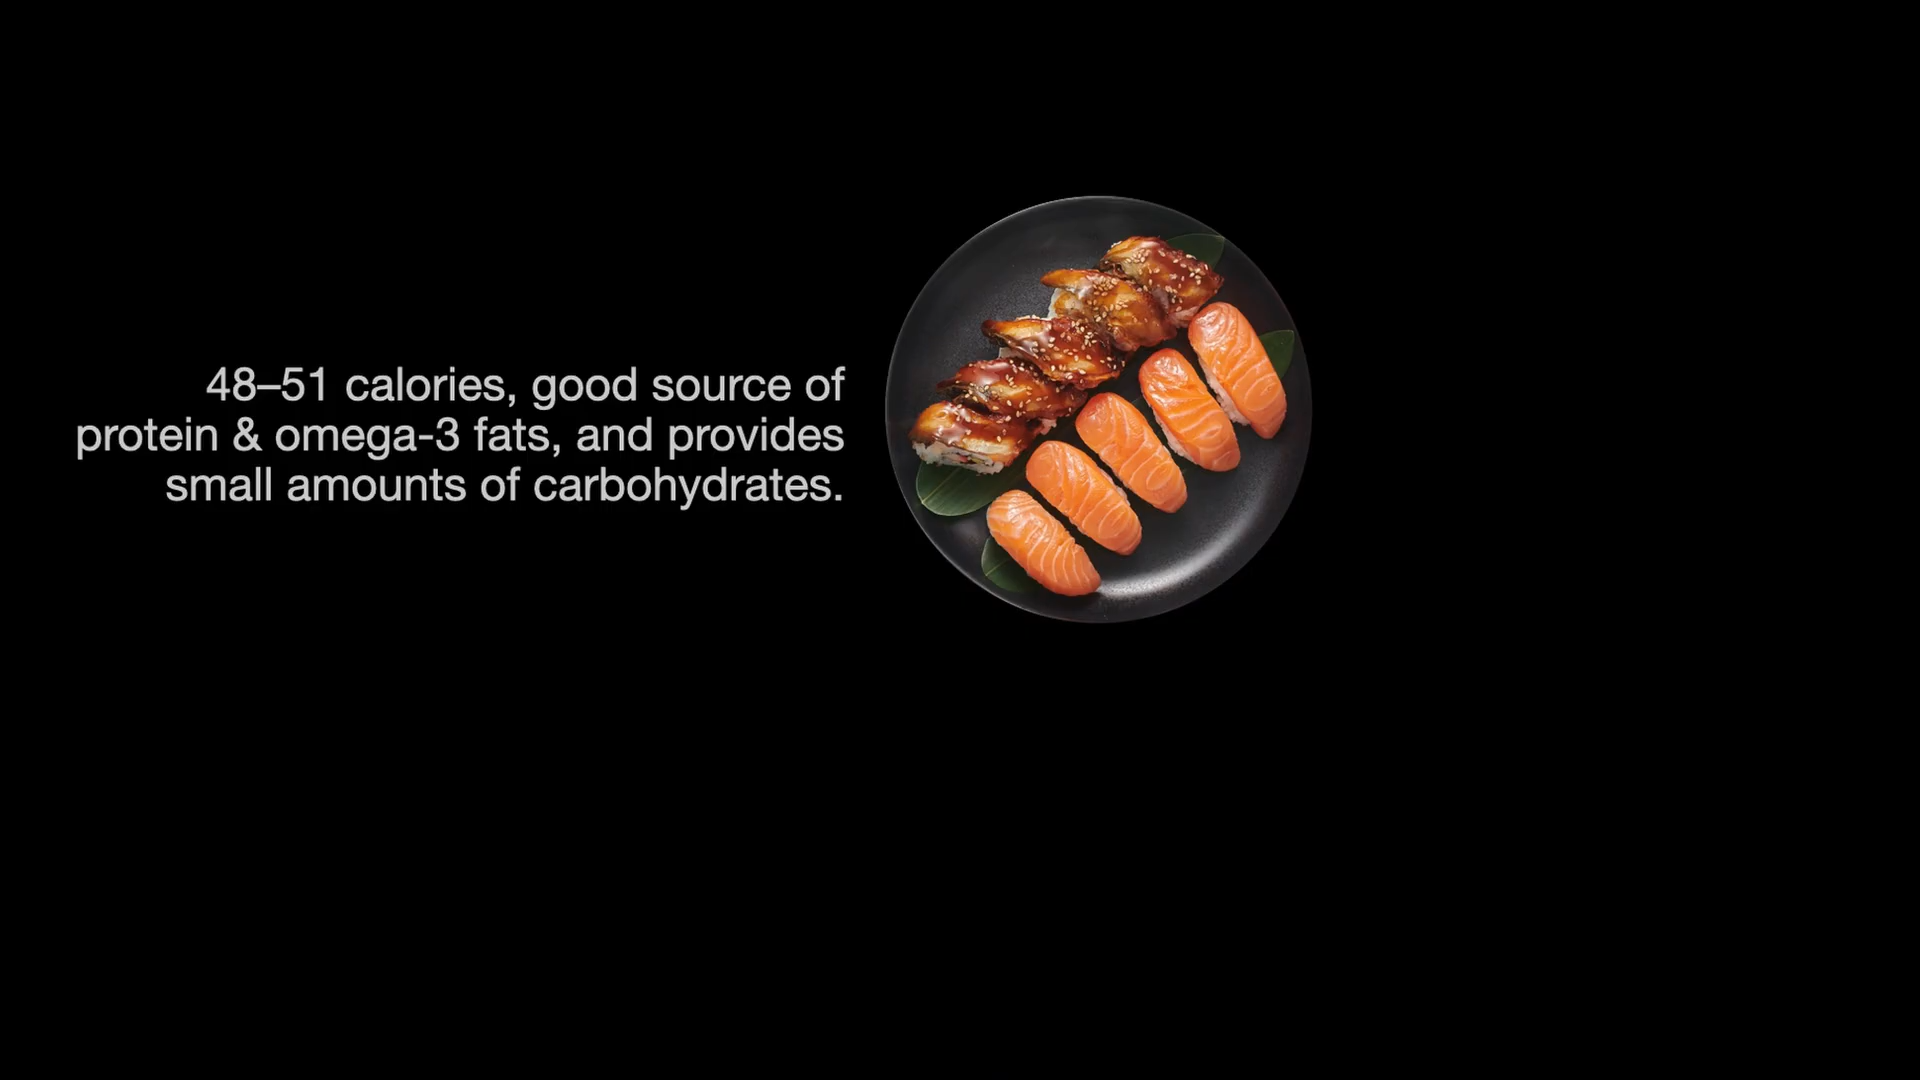 48–51 calories, good source of
protein & omega-3 fats, and provides
small amounts of carbohydrates.